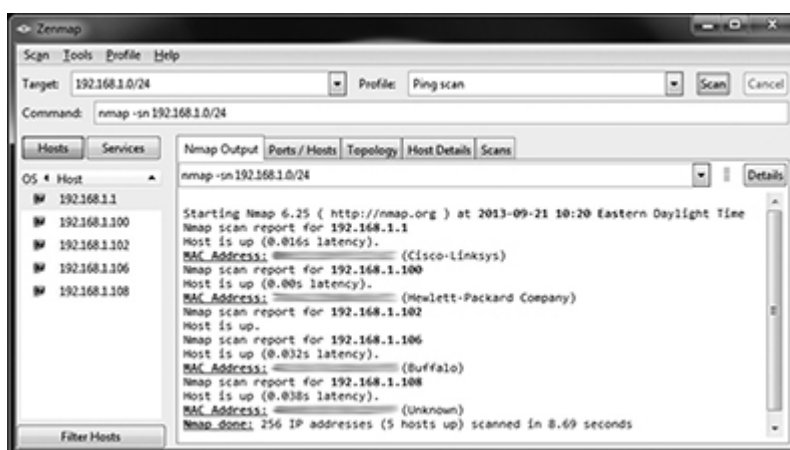 Zenmap
Scan Tools Profile Help
Target: 192.168.1.0/24 Profile: Ping scan Scan Cancel
Command: nmap -sn 192.168.1.0/24
Hosts Services
OS Host
192.168.1.1
192.168.1.100
192.168.1.102
192.168.1.106
192.168.1.108
Filter Hosts
Nmap Output Ports / Hosts Topology Host Details Scans
nmap -sn 192.168.1.0/24 Details
Starting Nmap 6.25 ( http://nmap.org ) at 2013-09-21 10:20 Eastern Daylight Time
Nmap scan report for 192.168.1.1
Host is up (0.016s latency).
MAC Address: (Cisco-Linksys)
Nmap scan report for 192.168.1.100
Host is up (0.00s latency).
MAC Address: (Hewlett-Packard Company)
Nmap scan report for 192.168.1.102
Host is up.
Nmap scan report for 192.168.1.106
Host is up (0.032s latency).
MAC Address: (Buffalo)
Nmap scan report for 192.168.1.108
Host is up (0.038s latency).
MAC Address: (Unknown)
Nmap done: 256 IP addresses (5 hosts up) scanned in 8.69 seconds